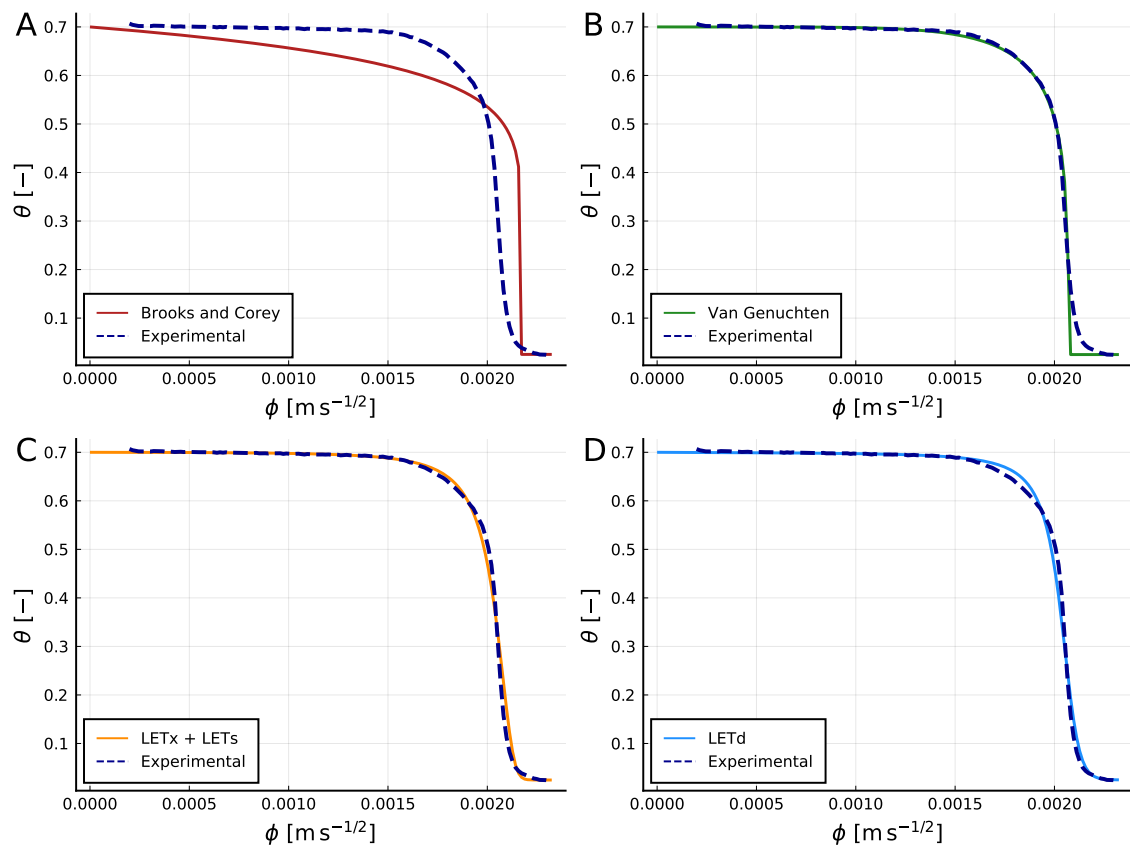 A
0.7
0.6
0.5
0.4
0.3
0.2
0.1
θ [—]
Brooks and Corey
Experimental
0.0000 0.0005 0.0010 0.0015 0.0020
ϕ [m s⁻¹/²]
B
0.7
0.6
0.5
0.4
0.3
0.2
0.1
θ [—]
Van Genuchten
Experimental
0.0000 0.0005 0.0010 0.0015 0.0020
ϕ [m s⁻¹/²]
C
0.7
0.6
0.5
0.4
0.3
0.2
0.1
θ [—]
LETx + LETs
Experimental
0.0000 0.0005 0.0010 0.0015 0.0020
ϕ [m s⁻¹/²]
D
0.7
0.6
0.5
0.4
0.3
0.2
0.1
θ [—]
LETd
Experimental
0.0000 0.0005 0.0010 0.0015 0.0020
ϕ [m s⁻¹/²]